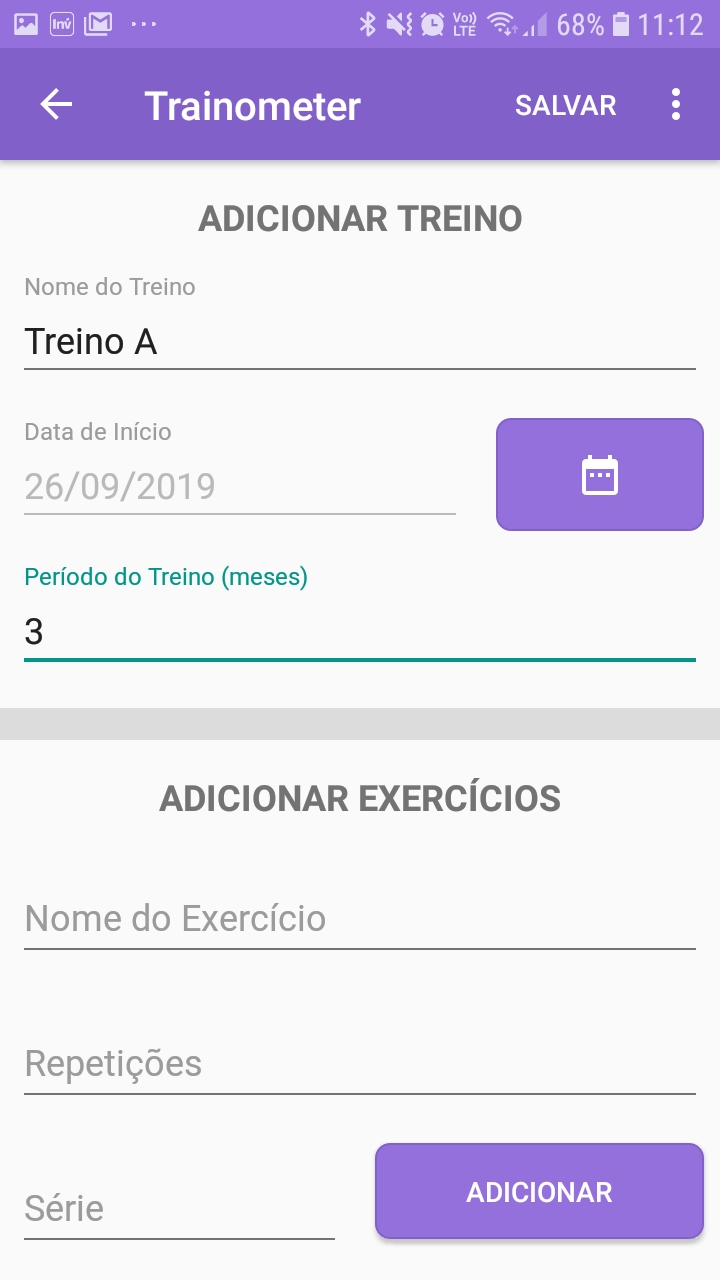 Inv ... Vo)) LTE 68% 11:12
Trainometer SALVAR
ADICIONAR TREINO
Nome do Treino
Treino A
Data de Início
26/09/2019
Período do Treino (meses)
3
ADICIONAR EXERCÍCIOS
Nome do Exercício
Repetições
Série
ADICIONAR